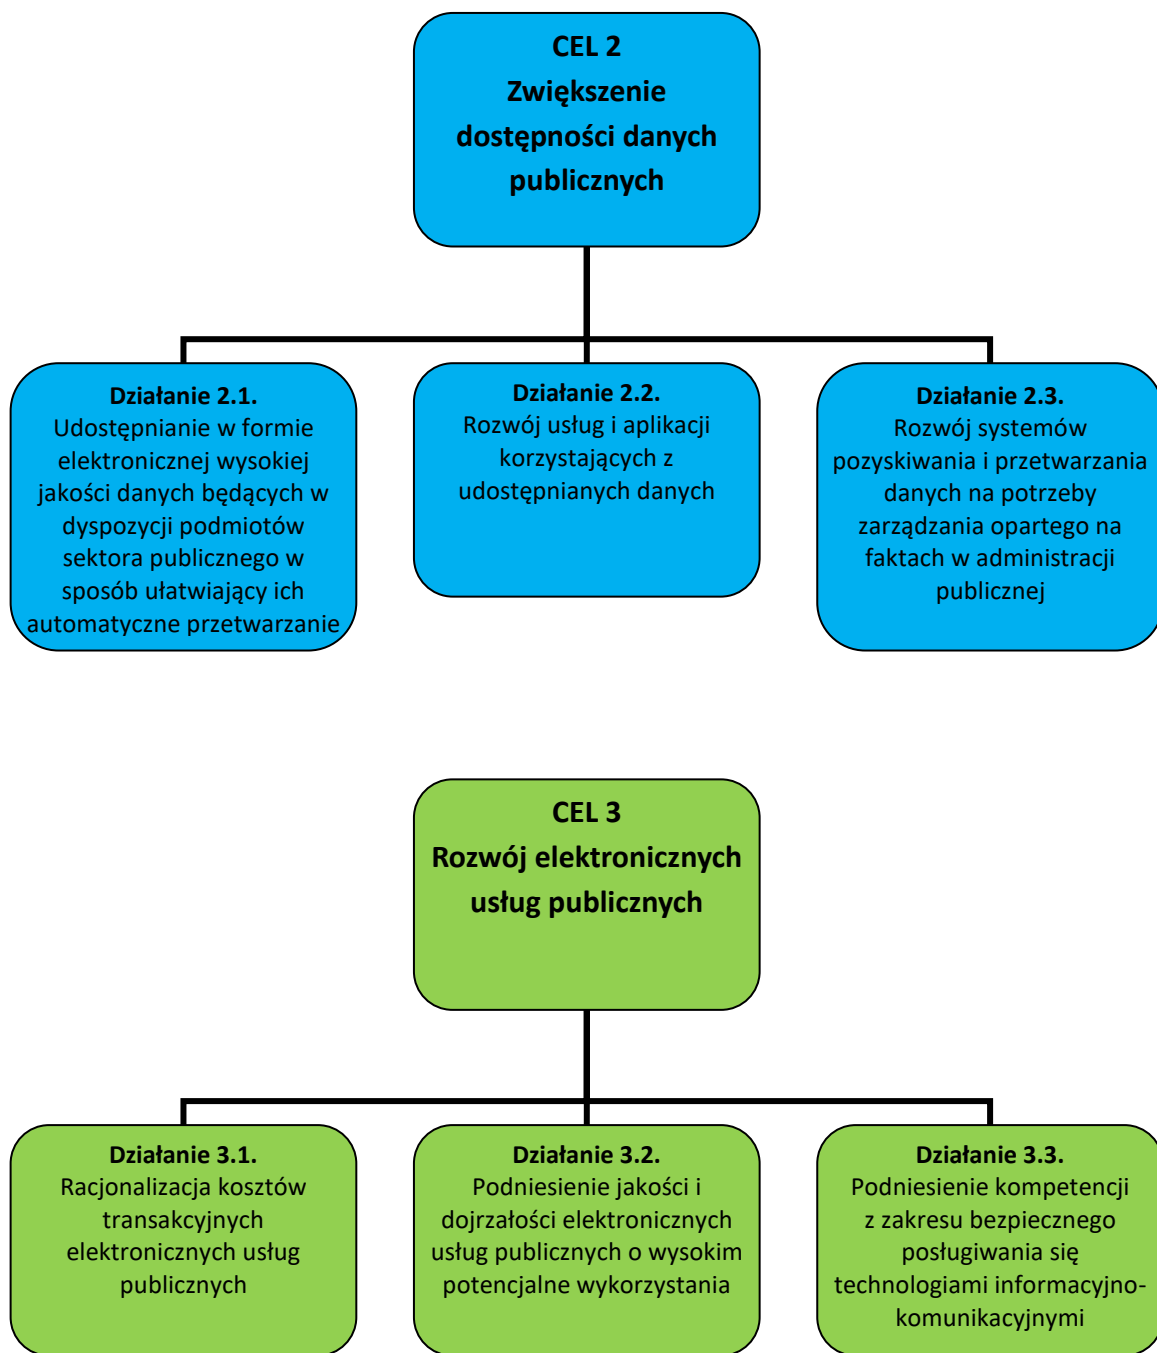 CEL 2
Zwiększenie
dostępności danych
publicznych
Działanie 2.1.
Udostępnianie w formie
elektronicznej wysokiej
jakości danych będących w
dyspozycji podmiotów
sektora publicznego w
sposób ułatwiający ich
automatyczne przetwarzanie
Działanie 2.2.
Rozwój usług i aplikacji
korzystających z
udostępnianych danych
Działanie 2.3.
Rozwój systemów
pozyskiwania i przetwarzania
danych na potrzeby
zarządzania opartego na
faktach w administracji
publicznej
CEL 3
Rozwój elektronicznych
usług publicznych
Działanie 3.1.
Racjonalizacja kosztów
transakcyjnych
elektronicznych usług
publicznych
Działanie 3.2.
Podniesienie jakości i
dojrzałości elektronicznych
usług publicznych o wysokim
potencjalne wykorzystania
Działanie 3.3.
Podniesienie kompetencji
z zakresu bezpiecznego
posługiwania się
technologiami informacyjno-
komunikacyjnymi